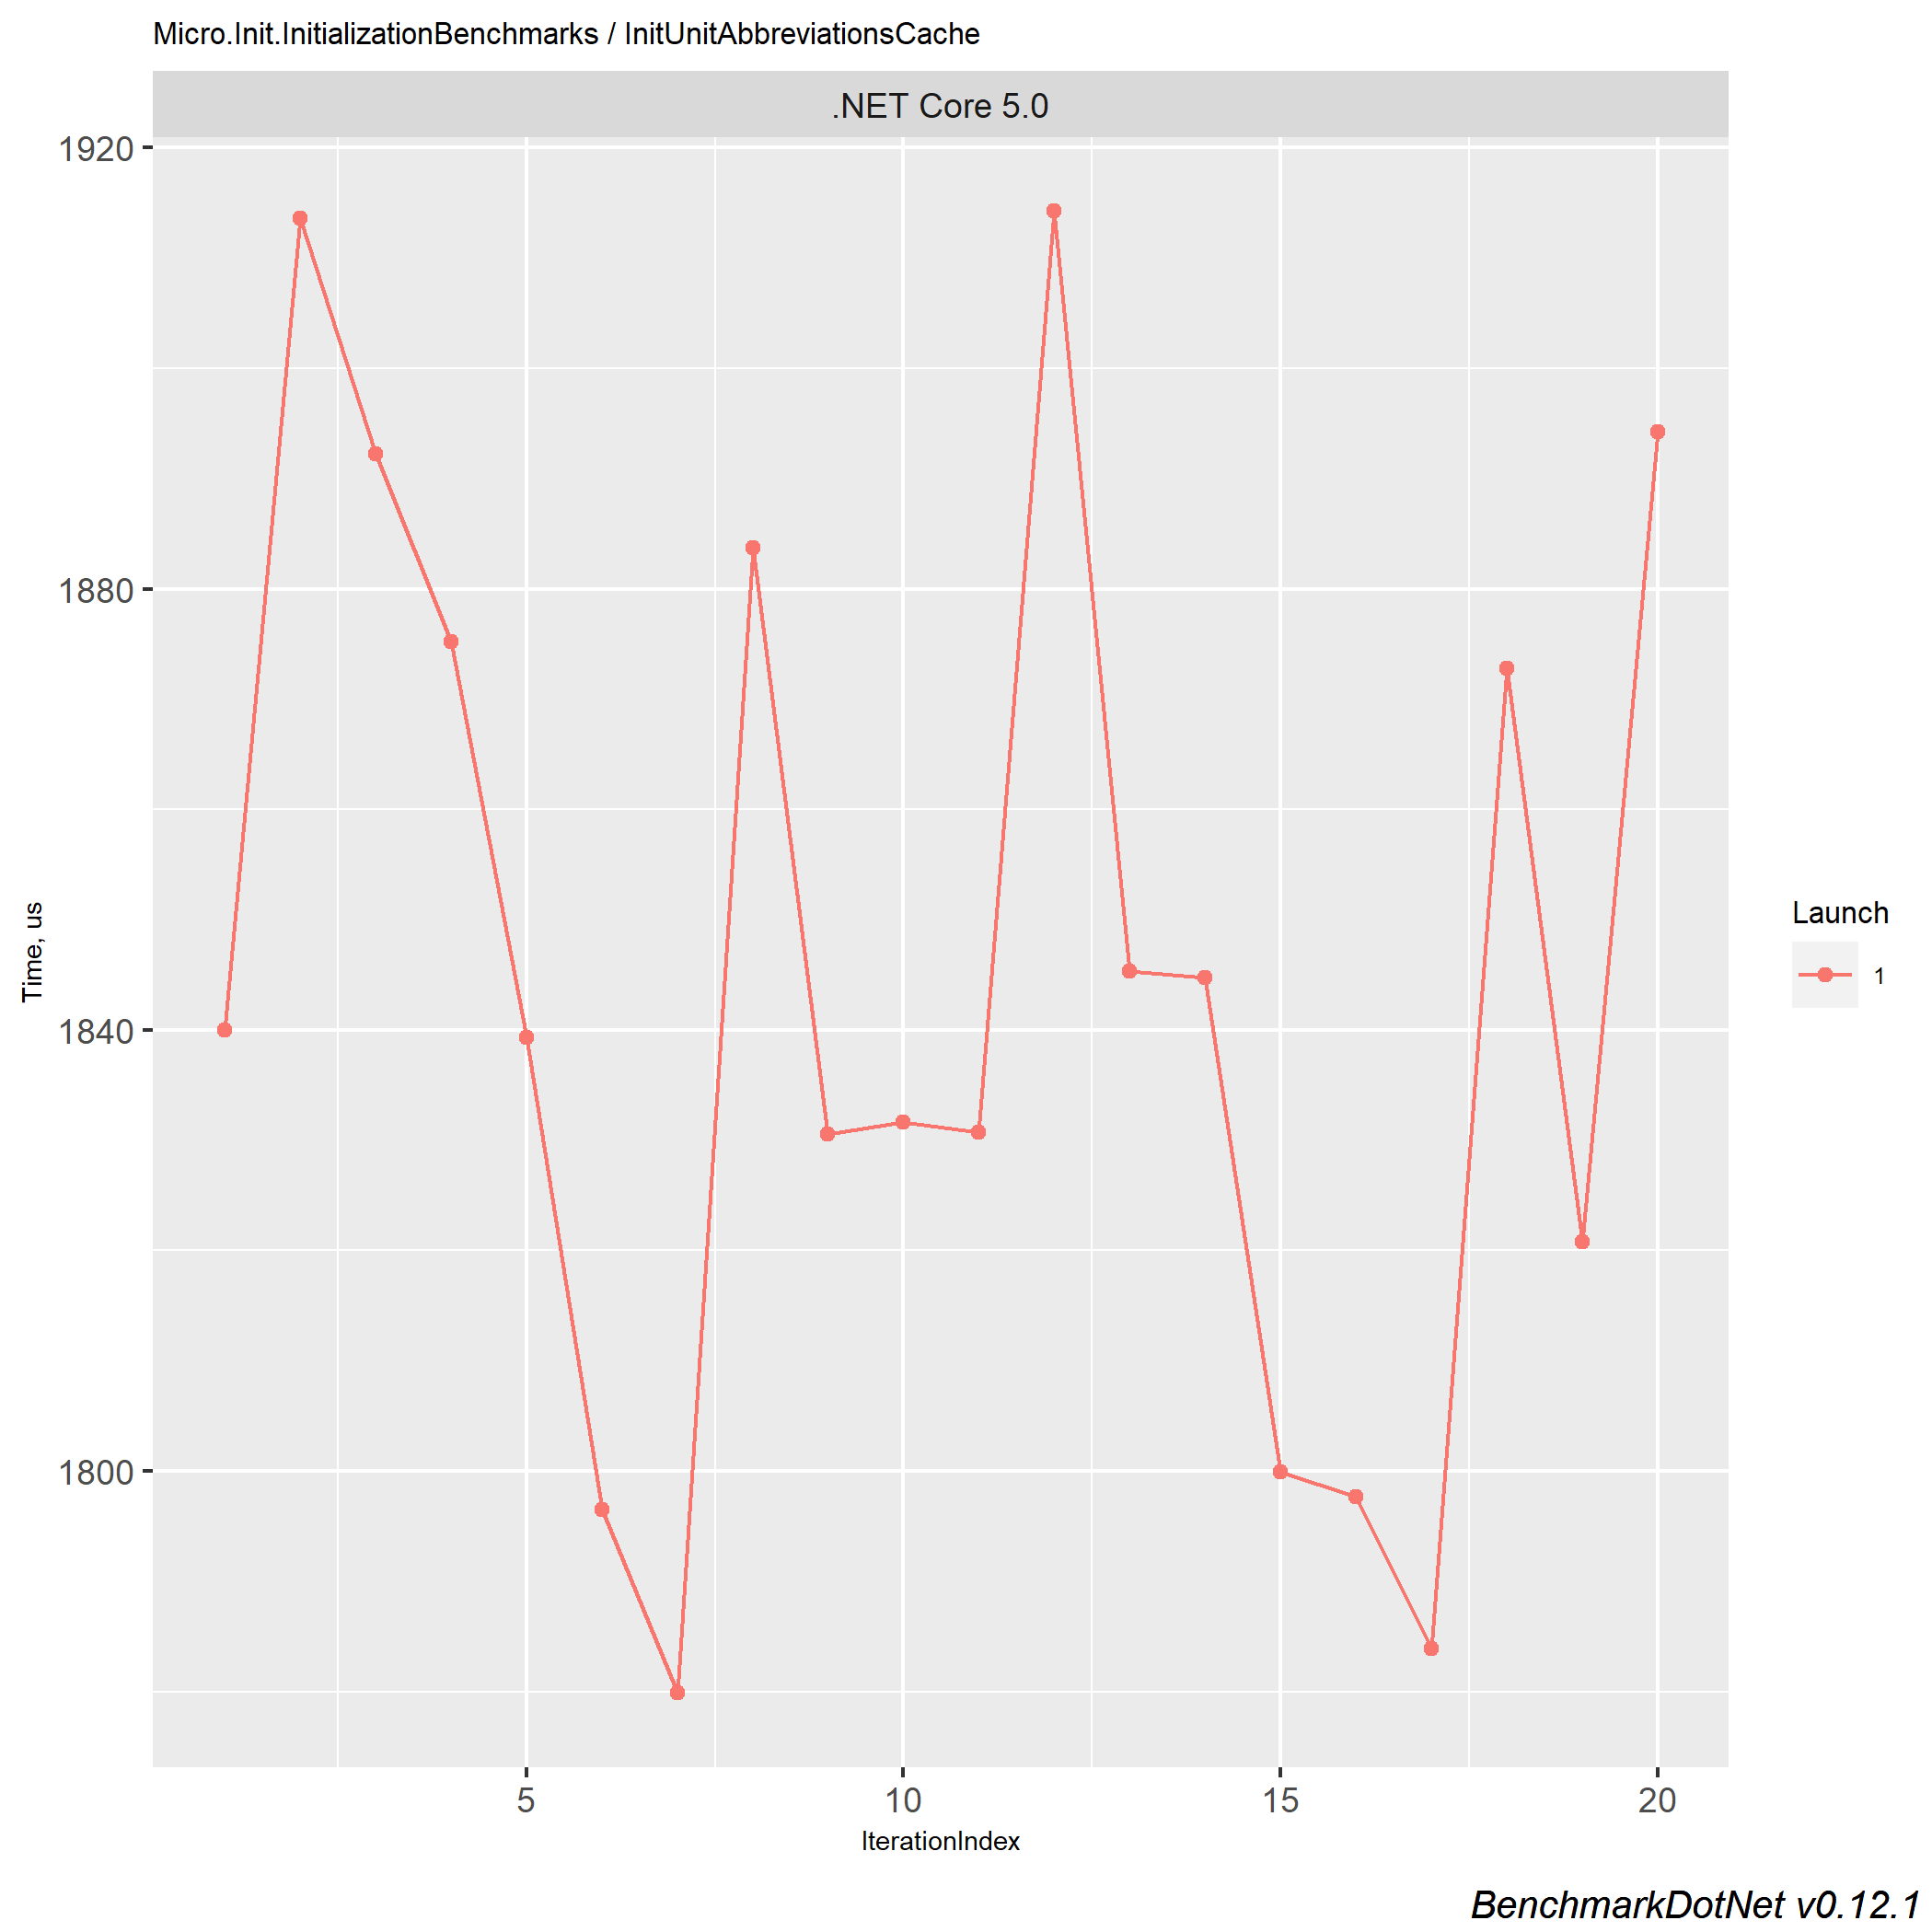 Micro.Init.InitializationBenchmarks / InitUnitAbbreviationsCache
.NET Core 5.0
1920
1880
1840
1800
Time, us
5
10
15
20
IterationIndex
Launch
1
BenchmarkDotNet v0.12.1